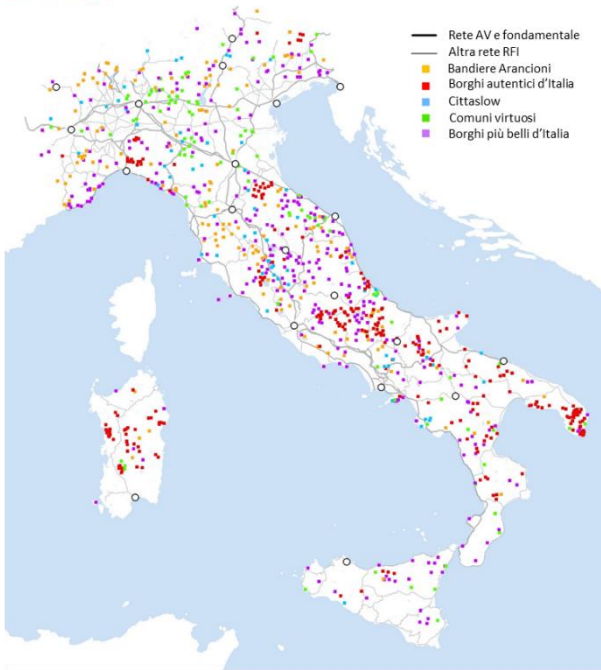 Rete AV e fondamentale
Altra rete RFI
Bandiere Arancioni
Borghi autentici d'Italia
Cittaslow
Comuni virtuosi
Borghi più belli d'Italia